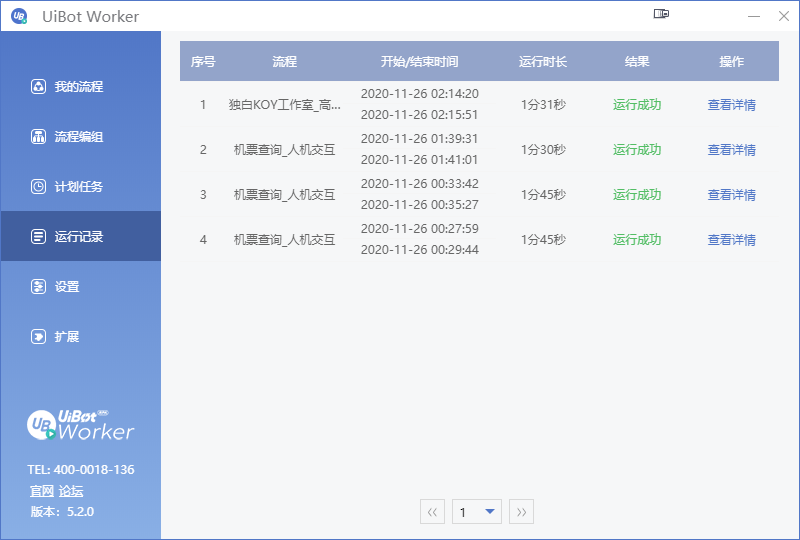 UiBot Worker
我的流程
流程编组
计划任务
运行记录
设置
扩展
UB UiBot
Worker
TEL: 400-0018-136
官网 论坛
版本：5.2.0
序号 流程 开始/结束时间 运行时长 结果 操作
1 独白KOY工作室_高... 2020-11-26 02:14:20 1分31秒 运行成功 查看详情
2020-11-26 02:15:51
2 机票查询_人机交互 2020-11-26 01:39:31 1分30秒 运行成功 查看详情
2020-11-26 01:41:01
3 机票查询_人机交互 2020-11-26 00:33:42 1分45秒 运行成功 查看详情
2020-11-26 00:35:27
4 机票查询_人机交互 2020-11-26 00:27:59 1分45秒 运行成功 查看详情
2020-11-26 00:29:44
1